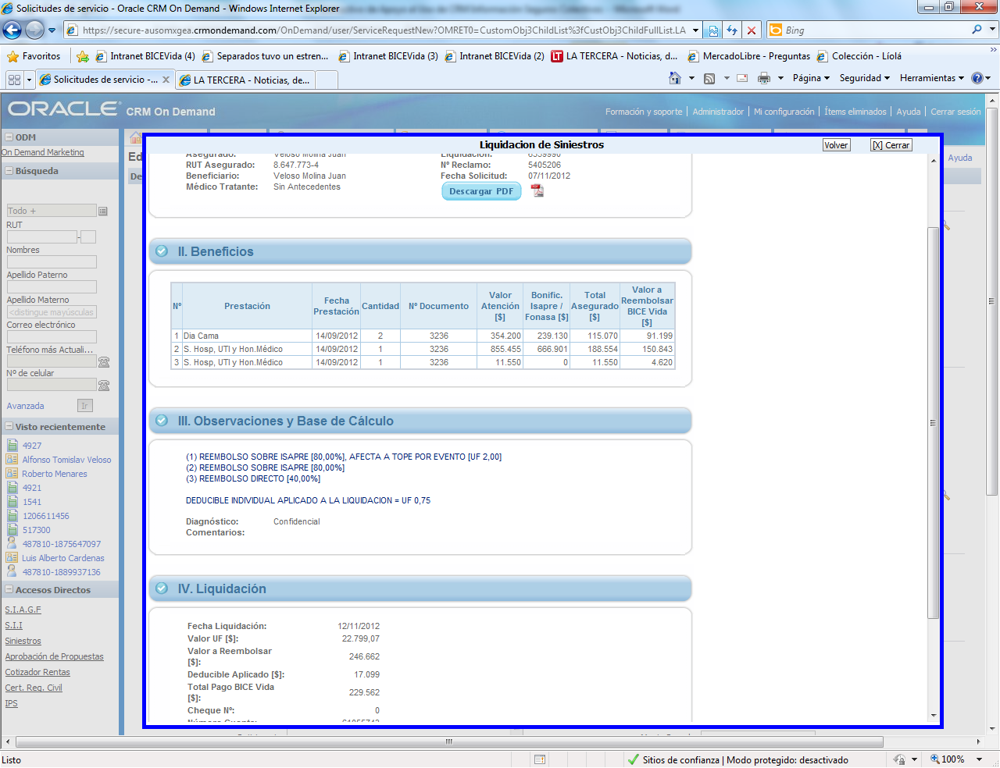 Solicitudes de servicio - Oracle CRM On Demand - Windows Internet Explorer
https://secure-ausomxgea.crmondemand.com/OnDemand/user/ServiceRequestNew?OMRET0=CustomObj3ChildList%3fCustObj3ChildFullList.LA
Bing
Favoritos
Intranet BICEVida (4)
Separados tuvo un estren...
Intranet BICEVida (3)
Intranet BICEVida (2)
LT LA TERCERA - Noticias, d...
MercadoLibre - Preguntas
Colección - Líolá
Solicitudes de servicio -...
LA TERCERA - Noticias, de...
Página
Seguridad
Herramientas
ORACLE CRM On Demand
Formación y soporte | Administrador | Mi configuración | Ítems eliminados | Ayuda | Cerrar sesión
ODM
On Demand Marketing
Búsqueda
Todo +
RUT
-
Nombres
Apellido Paterno
Apellido Materno
<distingue mayúsculas
Correo electrónico
Teléfono más Actuali...
Nº de celular
Avanzada
Ir
Visto recientemente
4927
Alfonso Tomislav Veloso
Roberto Menares
4921
1541
1206611456
517300
487810-1875647097
Luis Alberto Cardenas
487810-1889937136
Accesos Directos
S.I.A.G.F
S.I.I
Siniestros
Aprobación de Propuestas
Cotizador Rentas
Cert. Reg. Civil
IPS
Ed
De
Ayuda
Liquidacion de Siniestros
Volver
[X] Cerrar
Asegurado: Veloso Molina Juan Liquidación: 8359990
RUT Asegurado: 8.647.773-4 Nº Reclamo: 5405206
Beneficiario: Veloso Molina Juan Fecha Solicitud: 07/11/2012
Médico Tratante: Sin Antecedentes
Descargar PDF
II. Beneficios
Nº Prestación Fecha Prestación Cantidad Nº Documento Valor Atención [$] Bonific. Isapre / Fonasa [$] Total Asegurado [$] Valor a Reembolsar BICE Vida [$]
1 Dia Cama 14/09/2012 2 3236 354.200 239.130 115.070 91.199
2 S. Hosp, UTI y Hon.Médico 14/09/2012 1 3236 855.455 666.901 188.554 150.843
3 S. Hosp, UTI y Hon.Médico 14/09/2012 1 3236 11.550 0 11.550 4.620
III. Observaciones y Base de Cálculo
(1) REEMBOLSO SOBRE ISAPRE [80,00%], AFECTA A TOPE POR EVENTO [UF 2,00]
(2) REEMBOLSO SOBRE ISAPRE [80,00%]
(3) REEMBOLSO DIRECTO [40,00%]
DEDUCIBLE INDIVIDUAL APLICADO A LA LIQUIDACION = UF 0,75
Diagnóstico: Confidencial
Comentarios:
IV. Liquidación
Fecha Liquidación: 12/11/2012
Valor UF [$]: 22.799,07
Valor a Reembolsar [$]: 246.662
Deducible Aplicado [$]: 17.099
Total Pago BICE Vida [$]: 229.562
Cheque Nº: 0
Listo
Sitios de confianza | Modo protegido: desactivado
100%